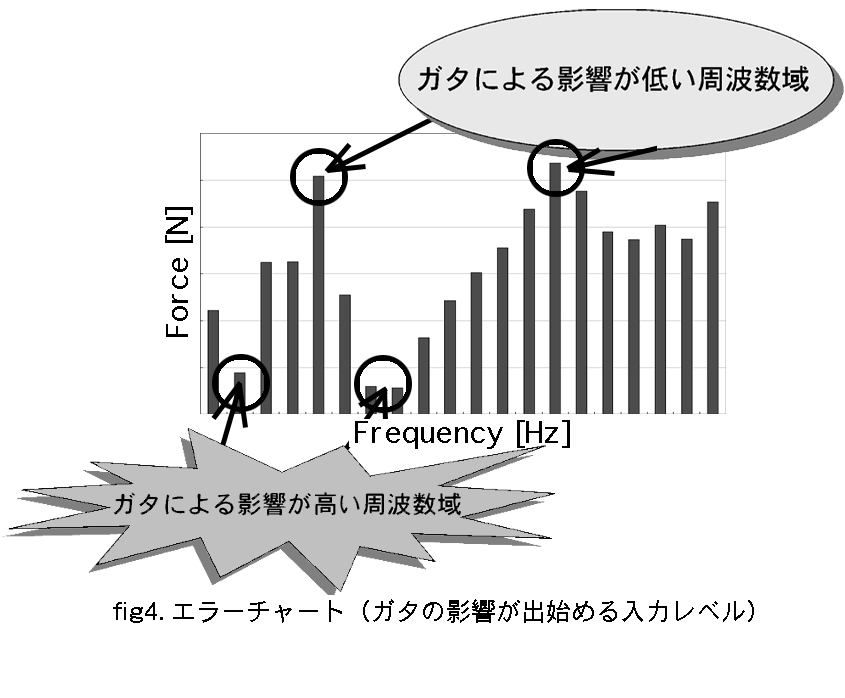 ガタによる影響が低い周波数域
Force [N]
Frequency [Hz]
ガタによる影響が高い周波数域
fig4. エラーチャート（ガタの影響が出始める入力レベル）